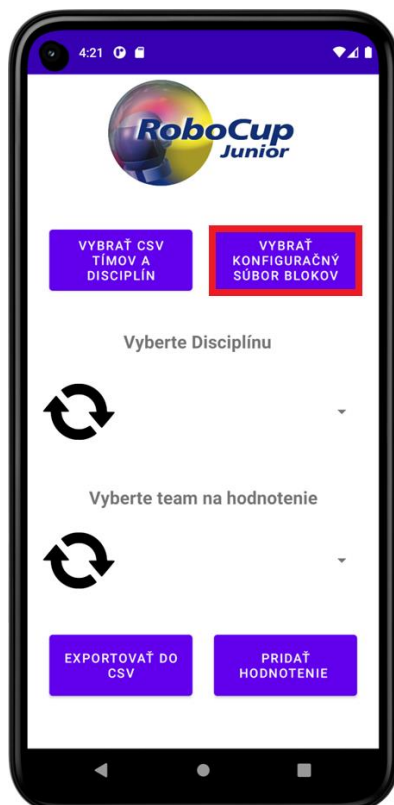 4:21
RoboCup
Junior
VYBRAŤ CSV
TÍMOV A
DISCIPLÍN
VYBRAŤ
KONFIGURAČNÝ
SÚBOR BLOKOV
Vyberte Disciplínu
Vyberte team na hodnotenie
EXPORTOVAŤ DO
CSV
PRIDAŤ
HODNOTENIE